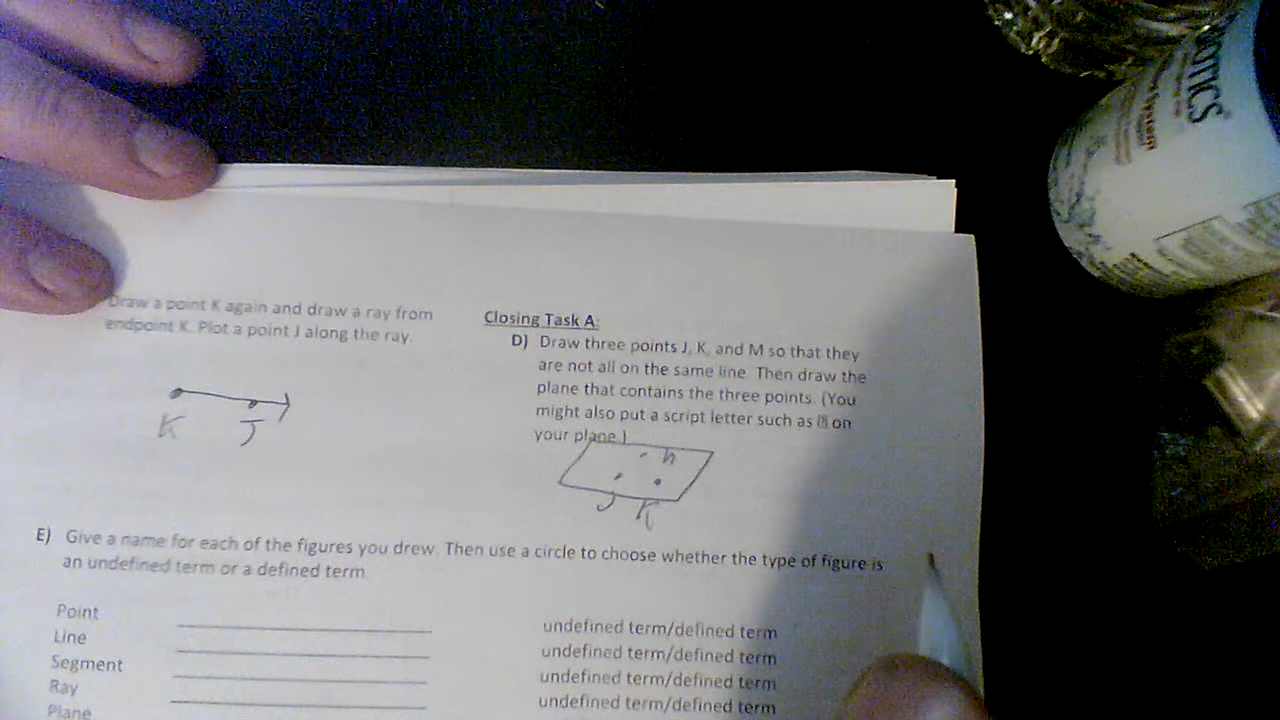 Draw a point K again and draw a ray from
endpoint K. Plot a point J along the ray.
K J
Closing Task A:
D) Draw three points J, K, and M so that they
are not all on the same line. Then draw the
plane that contains the three points. (You
might also put a script letter such as on
your plane.)
J K
E) Give a name for each of the figures you drew. Then use a circle to choose whether the type of figure is
an undefined term or a defined term.
Point undefined term/defined term
Line undefined term/defined term
Segment undefined term/defined term
Ray undefined term/defined term
Plane
OTICS